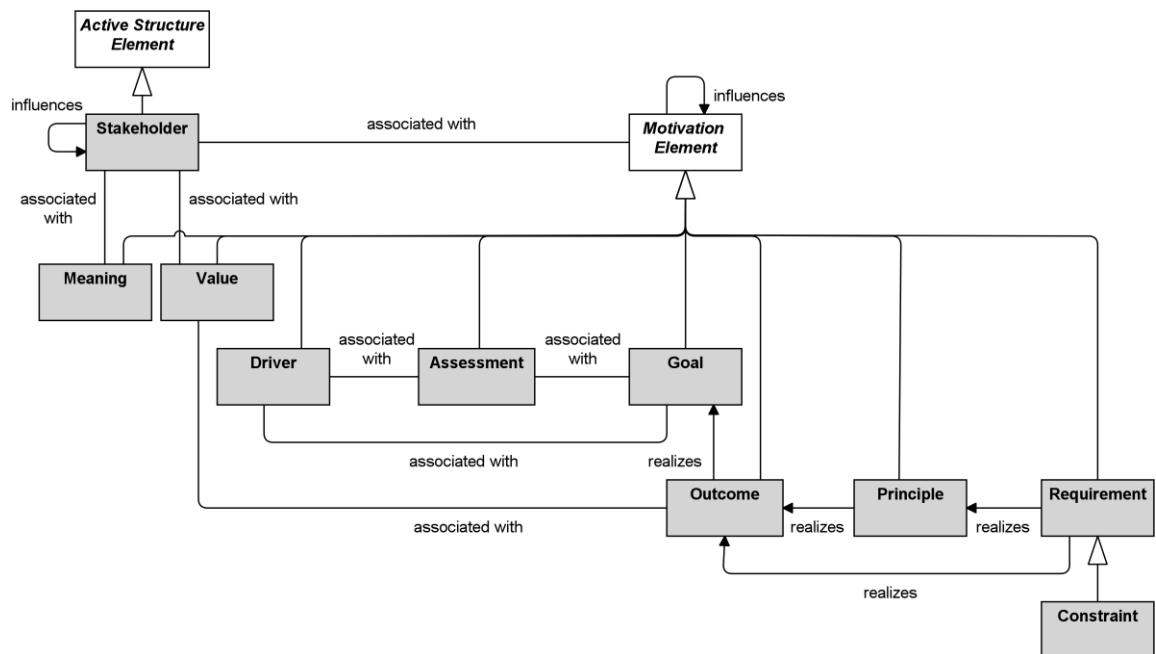 Active Structure
Element
influences
influences
Stakeholder
associated with
Motivation
Element
associated
with
associated with
Meaning
Value
associated
with
associated
with
Driver
Assessment
Goal
associated with
realizes
Outcome
Principle
Requirement
associated with
realizes
realizes
realizes
Constraint